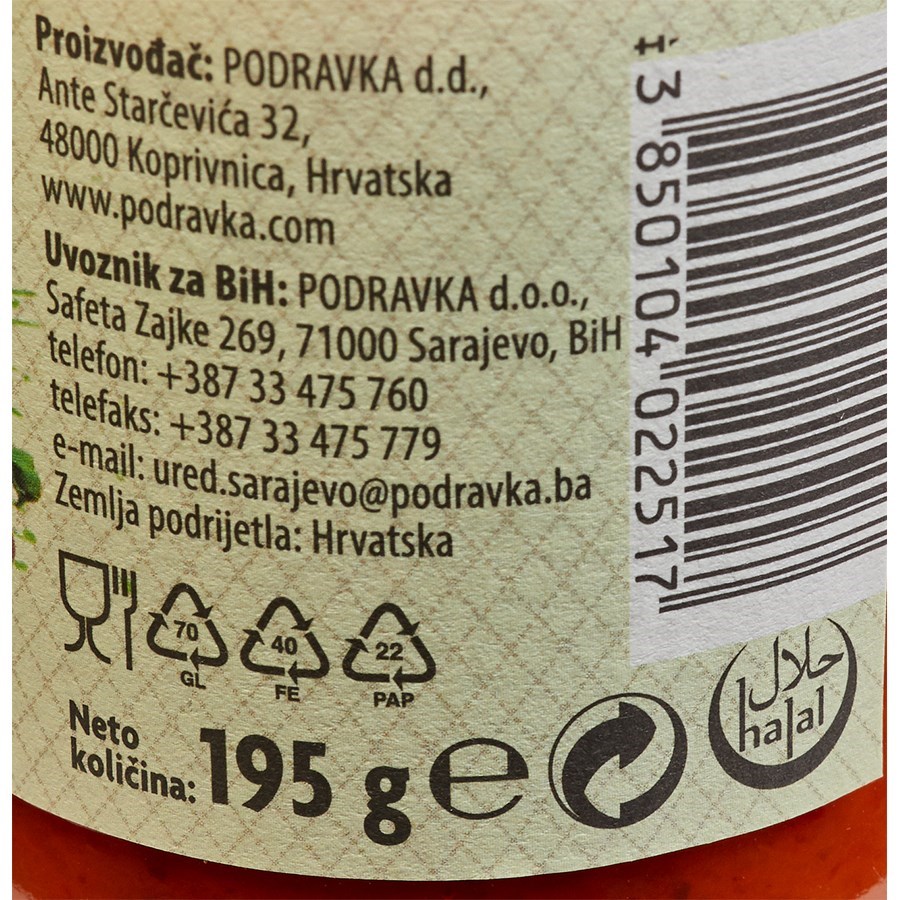 Proizvođač: PODRAVKA d.d.,
Ante Starčevića 32,
48000 Koprivnica, Hrvatska
www.podravka.com
Uvoznik za BiH: PODRAVKA d.o.o.,
Safeta Zajke 269, 71000 Sarajevo, BiH
telefon: +387 33 475 760
telefaks: +387 33 475 779
e-mail: ured.sarajevo@podravka.ba
Zemlja podrijetla: Hrvatska
70
GL
40
FE
22
PAP
Neto
količina: 195 g ℮
3 850104 022517
حلال
halal